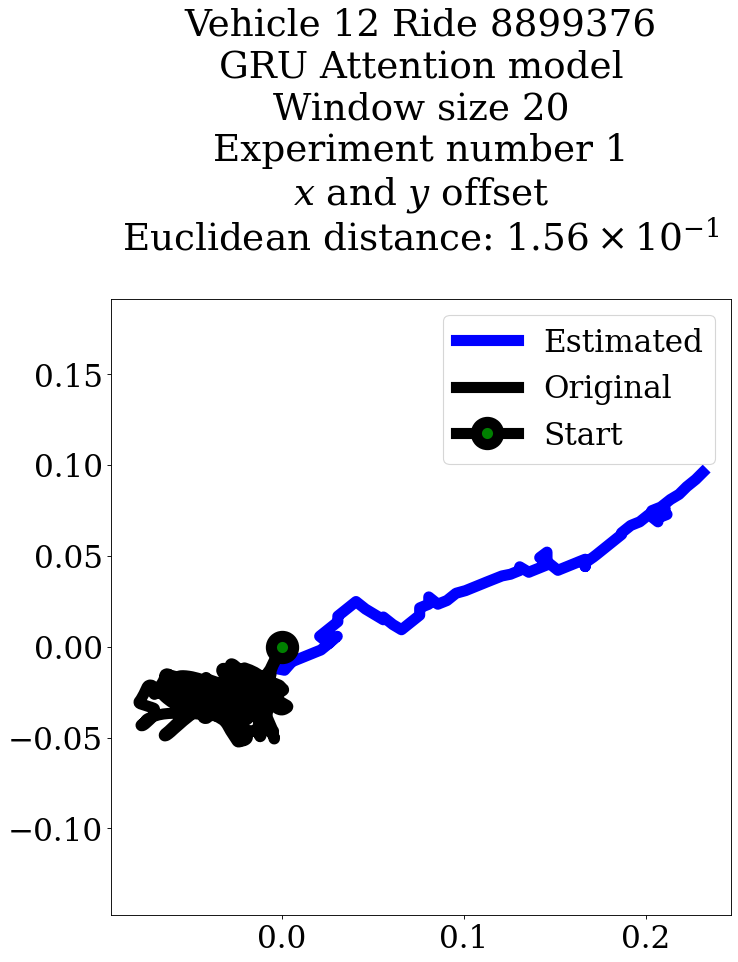 Vehicle 12 Ride 8899376
GRU Attention model
Window size 20
Experiment number 1
x and y offset
Euclidean distance: 1.56 × 10⁻¹
Estimated
Original
Start
0.15
0.10
0.05
0.00
−0.05
−0.10
0.0 0.1 0.2